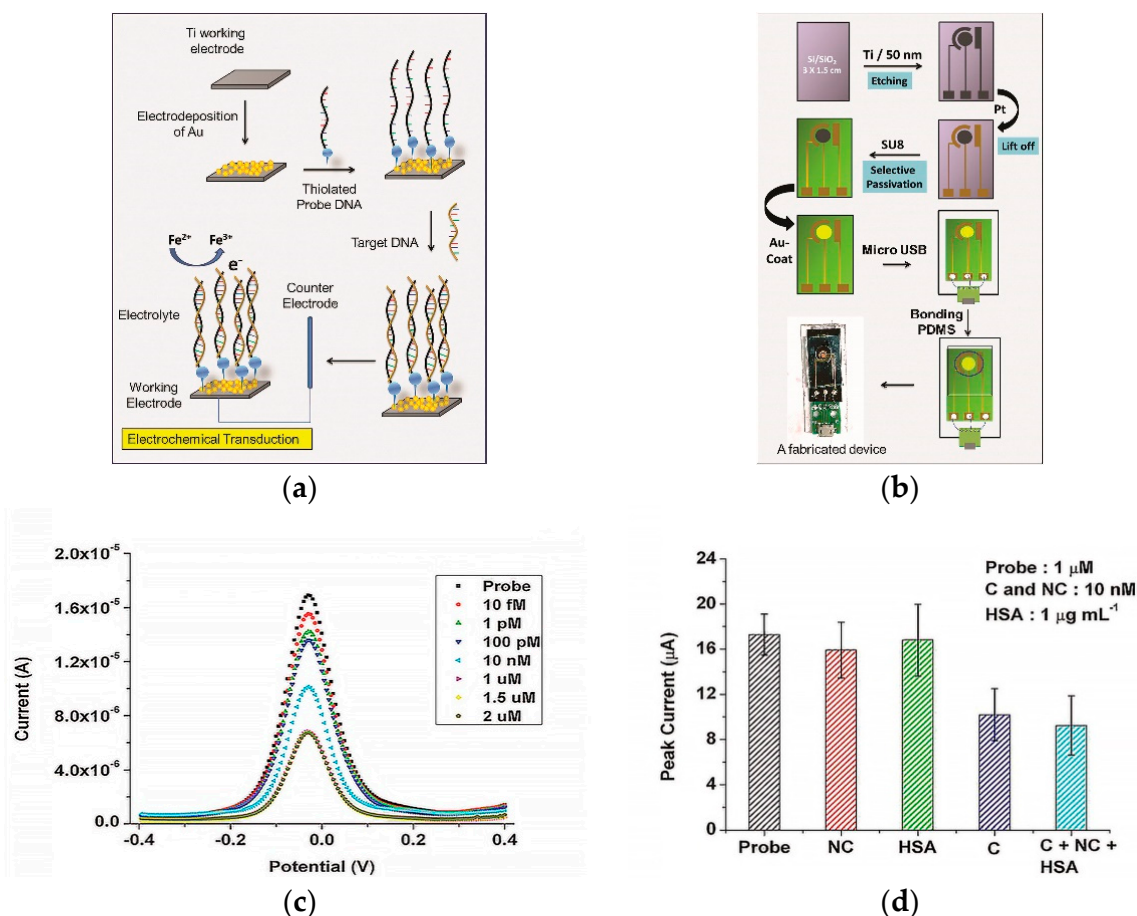 Ti working
electrode
Electrodeposition
of Au
Thiolated
Probe DNA
Target DNA
Fe²⁺ Fe³⁺
e⁻
Counter
Electrode
Electrolyte
Working
Electrode
Electrochemical Transduction
(a)
Si/SiO₂
3 X 1.5 cm
Ti / 50 nm
Etching
Pt
Lift off
SU8
Selective
Passivation
Au-
Coat
Micro USB
Bonding
PDMS
A fabricated device
(b)
Current (A)
2.0x10⁻⁵
1.6x10⁻⁵
1.2x10⁻⁵
8.0x10⁻⁶
4.0x10⁻⁶
0.0
Probe
10 fM
1 pM
100 pM
10 nM
1 uM
1.5 uM
2 uM
-0.4 -0.2 0.0 0.2 0.4
Potential (V)
(c)
Peak Current (μA)
24
20
16
12
8
4
0
Probe : 1 μM
C and NC : 10 nM
HSA : 1 μg mL⁻¹
Probe NC HSA C C + NC +
HSA
(d)